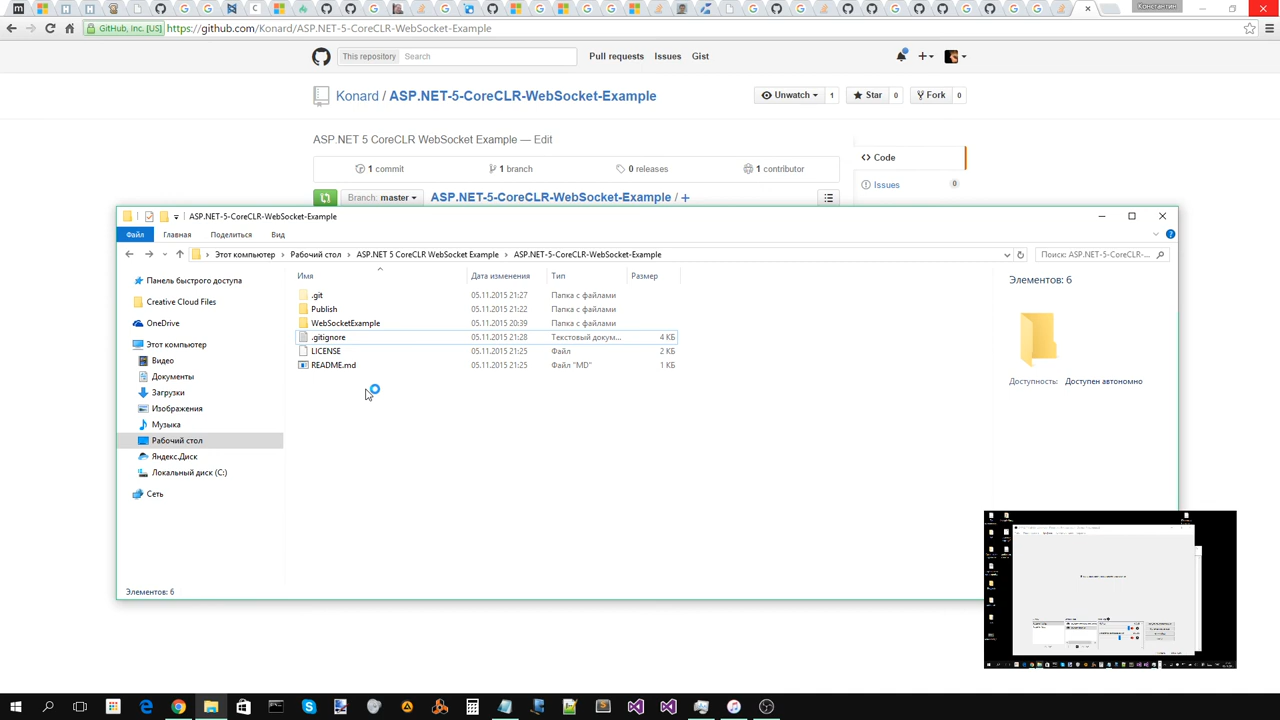 Константин
GitHub, Inc. [US] https://github.com/Konard/ASP.NET-5-CoreCLR-WebSocket-Example
This repository Search Pull requests Issues Gist
Konard / ASP.NET-5-CoreCLR-WebSocket-Example Unwatch 1 Star 0 Fork 0
ASP.NET 5 CoreCLR WebSocket Example — Edit
1 commit 1 branch 0 releases 1 contributor
Code
Branch: master ASP.NET-5-CoreCLR-WebSocket-Example / +
Issues 0
ASP.NET-5-CoreCLR-WebSocket-Example
Файл Главная Поделиться Вид
Этот компьютер Рабочий стол ASP.NET 5 CoreCLR WebSocket Example ASP.NET-5-CoreCLR-WebSocket-Example Поиск: ASP.NET-5-CoreCLR-...
Имя Дата изменения Тип Размер
Панель быстрого доступа
Creative Cloud Files
OneDrive
Этот компьютер
Видео
Документы
Загрузки
Изображения
Музыка
Рабочий стол
Яндекс.Диск
Локальный диск (C:)
Сеть
.git 05.11.2015 21:27 Папка с файлами
Publish 05.11.2015 21:22 Папка с файлами
WebSocketExample 05.11.2015 20:39 Папка с файлами
.gitignore 05.11.2015 21:28 Текстовый докум... 4 КБ
LICENSE 05.11.2015 21:25 Файл 2 КБ
README.md 05.11.2015 21:25 Файл "MD" 1 КБ
Элементов: 6
Доступность: Доступен автономно
Элементов: 6